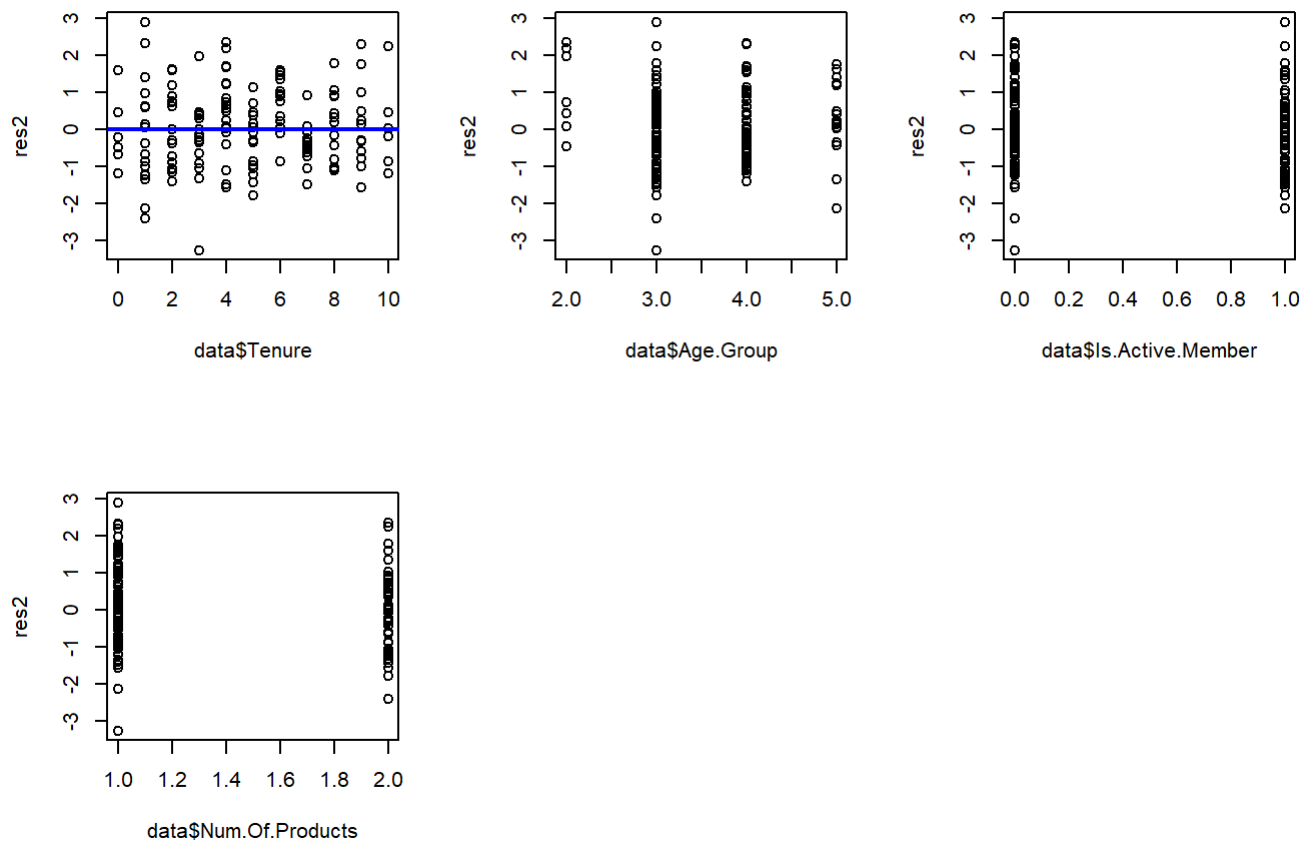 res2
3
2
1
0
-1
-2
-3
0 2 4 6 8 10
data$Tenure
res2
3
2
1
0
-1
-2
-3
2.0 3.0 4.0 5.0
data$Age.Group
res2
3
2
1
0
-1
-2
-3
0.0 0.2 0.4 0.6 0.8 1.0
data$Is.Active.Member
res2
3
2
1
0
-1
-2
-3
1.0 1.2 1.4 1.6 1.8 2.0
data$Num.Of.Products